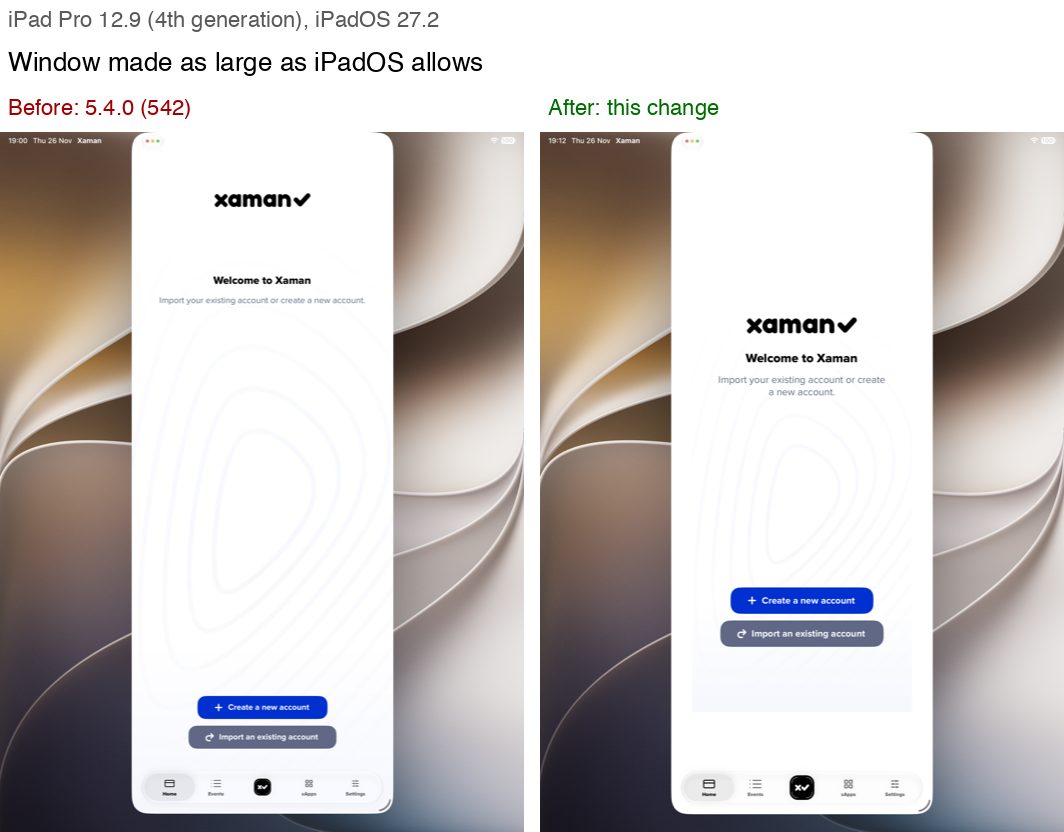 iPad Pro 12.9 (4th generation), iPadOS 27.2
Window made as large as iPadOS allows
Before: 5.4.0 (542)
After: this change
19:00 Thu 26 Nov Xaman
100
xaman
Welcome to Xaman
Import your existing account or create a new account.
Create a new account
Import an existing account
Home
Events
xApps
Settings
19:12 Thu 26 Nov Xaman
100
xaman
Welcome to Xaman
Import your existing account or create
a new account.
Create a new account
Import an existing account
Home
Events
xApps
Settings